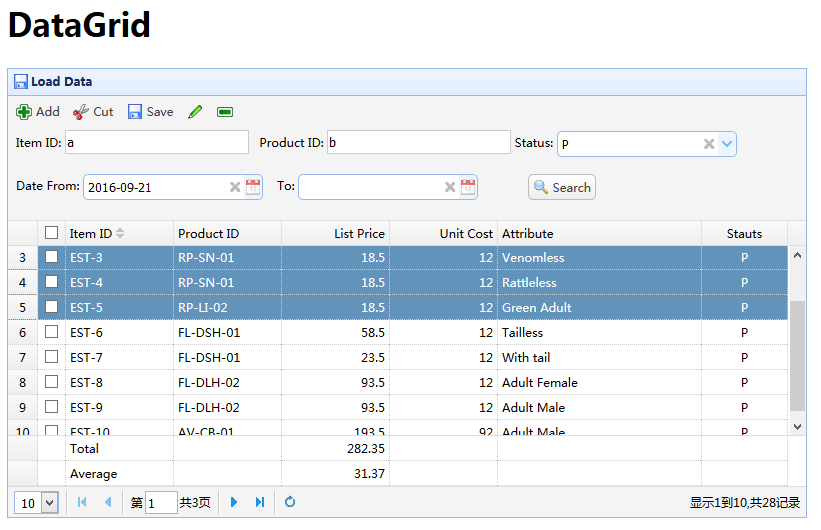 DataGrid
Load Data
Add Cut Save
Item ID: a Product ID: b Status: P
Date From: 2016-09-21 To: Search
Item ID Product ID List Price Unit Cost Attribute Stauts
3 EST-3 RP-SN-01 18.5 12 Venomless P
4 EST-4 RP-SN-01 18.5 12 Rattleless P
5 EST-5 RP-LI-02 18.5 12 Green Adult P
6 EST-6 FL-DSH-01 58.5 12 Tailless P
7 EST-7 FL-DSH-01 23.5 12 With tail P
8 EST-8 FL-DLH-02 93.5 12 Adult Female P
9 EST-9 FL-DLH-02 93.5 12 Adult Male P
10 EST-10 AV-CB-01 193.5 92 Adult Male P
Total 282.35
Average 31.37
10 第 1 共3页 显示1到10,共28记录